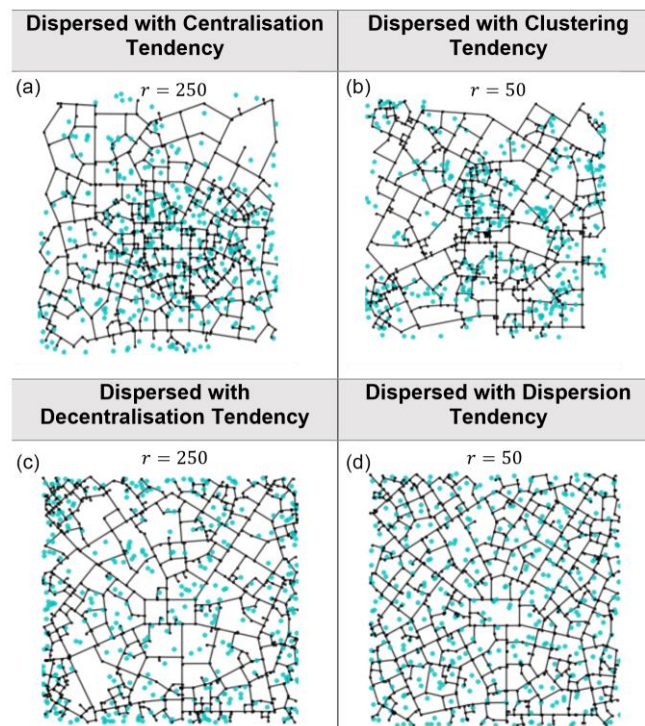 Dispersed with Centralisation
Tendency
Dispersed with Clustering
Tendency
(a)
r = 250
(b)
r = 50
Dispersed with
Decentralisation Tendency
Dispersed with Dispersion
Tendency
(c)
r = 250
(d)
r = 50